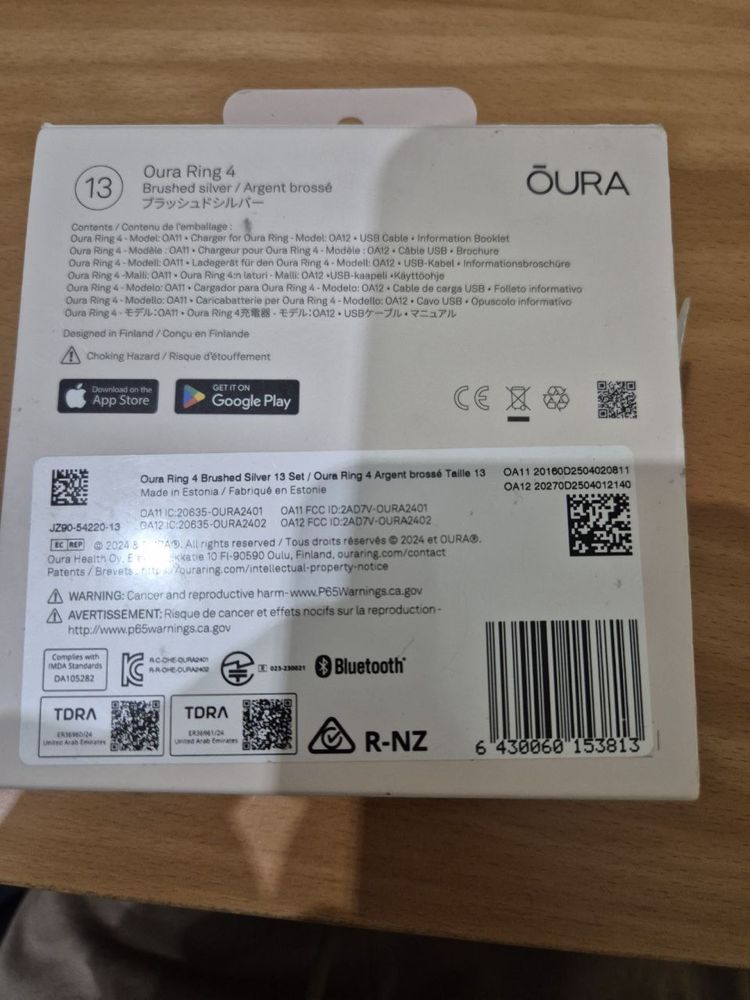 13
Oura Ring 4
Brushed silver / Argent brossé
ブラッシュドシルバー
ŌURA
Contents / Contenu de l'emballage :
Oura Ring 4 - Model: OA11 • Charger for Oura Ring - Model: OA12 • USB Cable • Information Booklet
Oura Ring 4 - Modèle : OA11 • Chargeur pour Oura Ring 4 - Modèle : OA12 • Câble USB • Brochure
Oura Ring 4 - Modell: OA11 • Ladegerät für den Oura Ring 4 - Modell: OA12 • USB-Kabel • Informationsbroschüre
Oura Ring 4 -Malli: OA11 • Oura Ring 4:n laturi - Malli: OA12 •USB-kaapeli •Käyttöohje
Oura Ring 4 - Modelo: OA11 • Cargador para Oura Ring 4 - Modelo: OA12 • Cable de carga USB • Folleto informativo
Oura Ring 4 - Modello: OA11 • Caricabatterie per Oura Ring 4 - Modello: OA12 • Cavo USB • Opuscolo informativo
Oura Ring 4 - モデル:OA11 • Oura Ring 4充電器 - モデル:OA12 • USBケーブル • マニュアル
Designed in Finland / Conçu en Finlande
Choking Hazard / Risque d'étouffement
Download on the
App Store
GET IT ON
Google Play
CE
Oura Ring 4 Brushed Silver 13 Set / Oura Ring 4 Argent brossé Taille 13
Made in Estonia / Fabriqué en Estonie
OA11 20160D2504020811
OA12 20270D2504012140
OA11 IC:20635-OURA2401 OA11 FCC ID:2AD7V-OURA2401
JZ90-54220-13 OA12 IC:20635-OURA2402 OA12 FCC ID:2AD7V-OURA2402
EC REP © 2024 & OURA®. All rights reserved / Tous droits réservés © 2024 et OURA®.
Oura Health Oy, 10 FI-90590 Oulu, Finland, ouraring.com/contact
Patents / Brevets : https://ouraring.com/intellectual-property-notice
WARNING: Cancer and reproductive harm- www.P65Warnings.ca.gov
AVERTISSEMENT: Risque de cancer et effets nocifs sur la reproduction -
http://www.p65warnings.ca.gov
Complies with
IMDA Standards
DA105282
R-C-OHE-OURA2401
R-R-OHE-OURA2402
R 023-230021
Bluetooth®
TDRA
ER36960/24
United Arab Emirates
TDRA
ER36961/24
United Arab Emirates
R-NZ
6 430060 153813